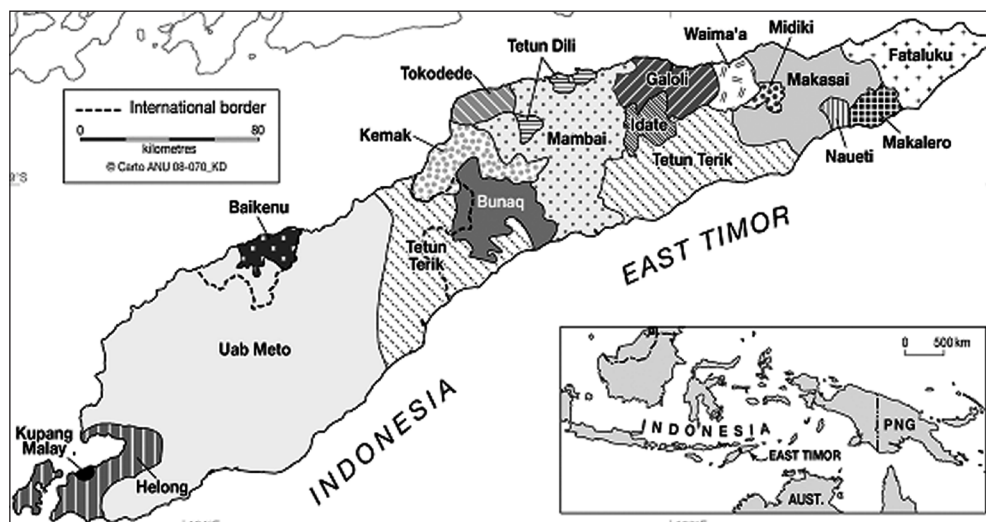 Tetun Dili
Waima'a
Midiki
Tokodede
Galoli
Makasai
Fataluku
International border
0
80
kilometres
© Carto ANU 08-070_KD
Kemak
Mambai
Idate
Tetun Terik
Naueti
Makalero
Bunaq
Baikenu
Tetun
Terik
EAST TIMOR
Uab Meto
INDONESIA
Kupang
Malay
Helong
0
500 km
INDONESIA
PNG
EAST TIMOR
AUST.